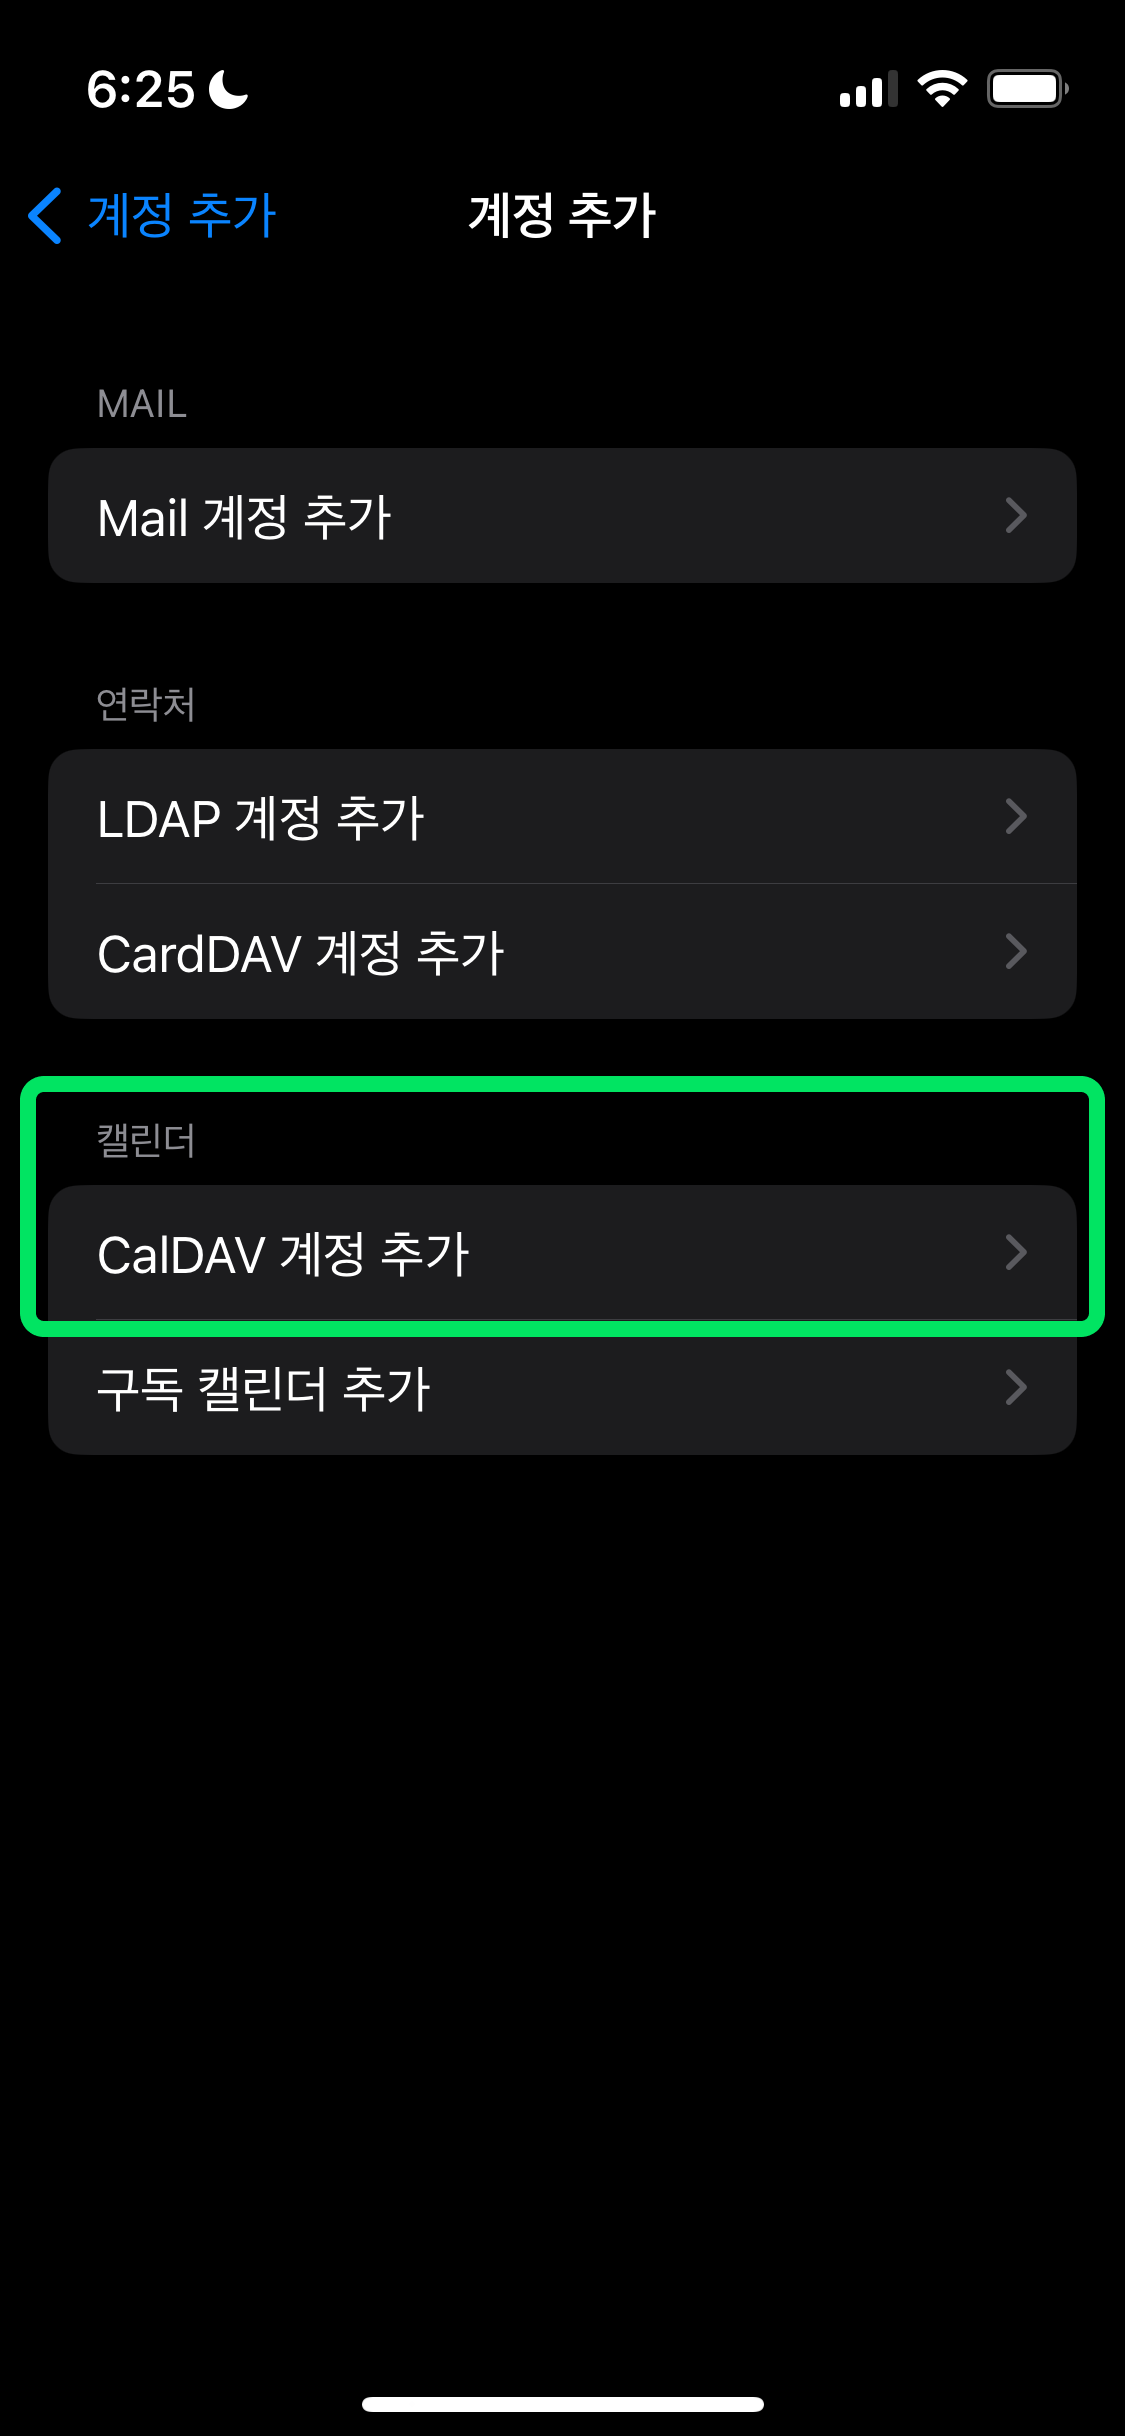 6:25
계정 추가
계정 추가
MAIL
Mail 계정 추가
연락처
LDAP 계정 추가
CardDAV 계정 추가
캘린더
CalDAV 계정 추가
구독 캘린더 추가